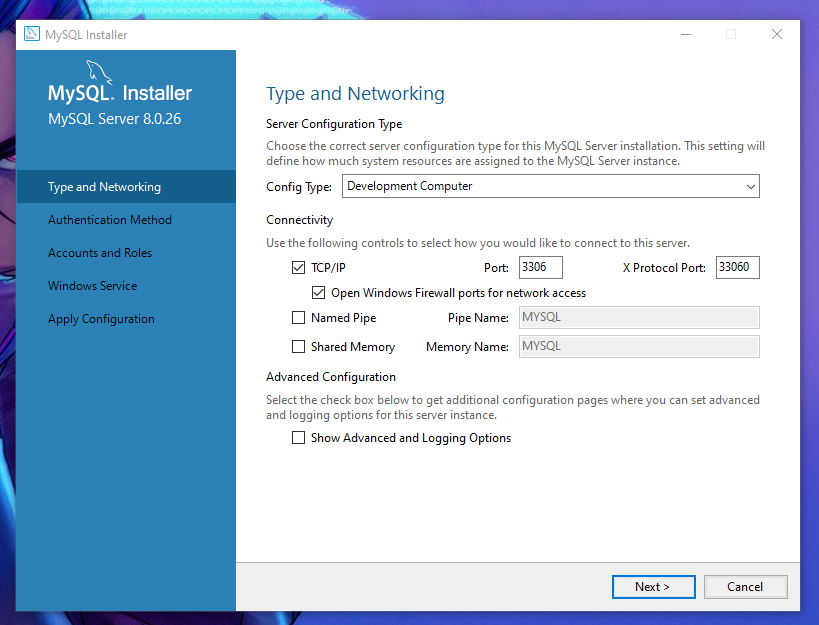 MySQL Installer
MySQL. Installer
MySQL Server 8.0.26
Type and Networking
Authentication Method
Accounts and Roles
Windows Service
Apply Configuration
Type and Networking
Server Configuration Type
Choose the correct server configuration type for this MySQL Server installation. This setting will
define how much system resources are assigned to the MySQL Server instance.
Config Type: Development Computer
Connectivity
Use the following controls to select how you would like to connect to this server.
TCP/IP Port: 3306 X Protocol Port: 33060
Open Windows Firewall ports for network access
Named Pipe Pipe Name: MYSQL
Shared Memory Memory Name: MYSQL
Advanced Configuration
Select the check box below to get additional configuration pages where you can set advanced
and logging options for this server instance.
Show Advanced and Logging Options
Next > Cancel